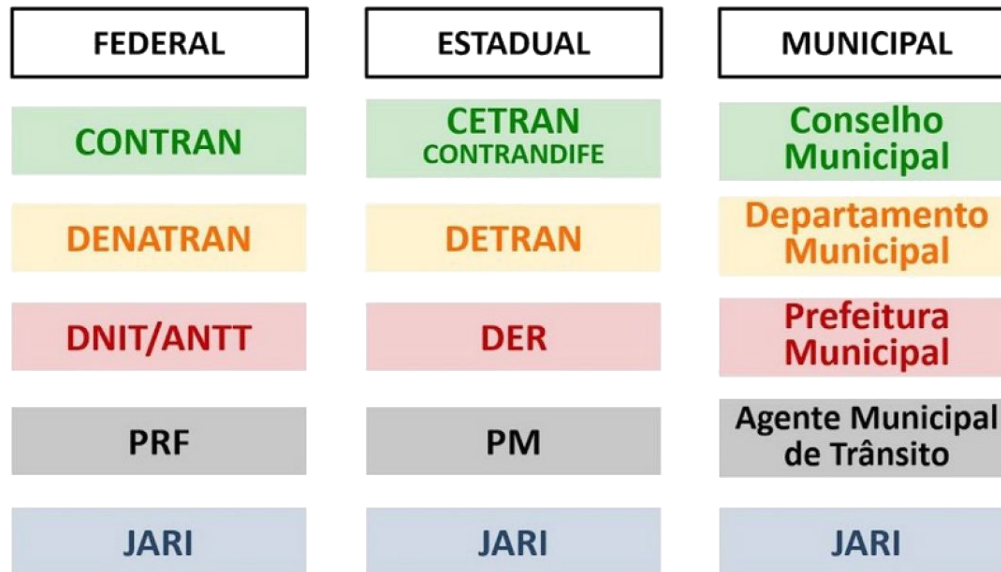 FEDERAL
ESTADUAL
MUNICIPAL
CONTRAN
CETRAN
CONTRANDIFE
Conselho
Municipal
DENATRAN
DETRAN
Departamento
Municipal
DNIT/ANTT
DER
Prefeitura
Municipal
PRF
PM
Agente Municipal
de Trânsito
JARI
JARI
JARI